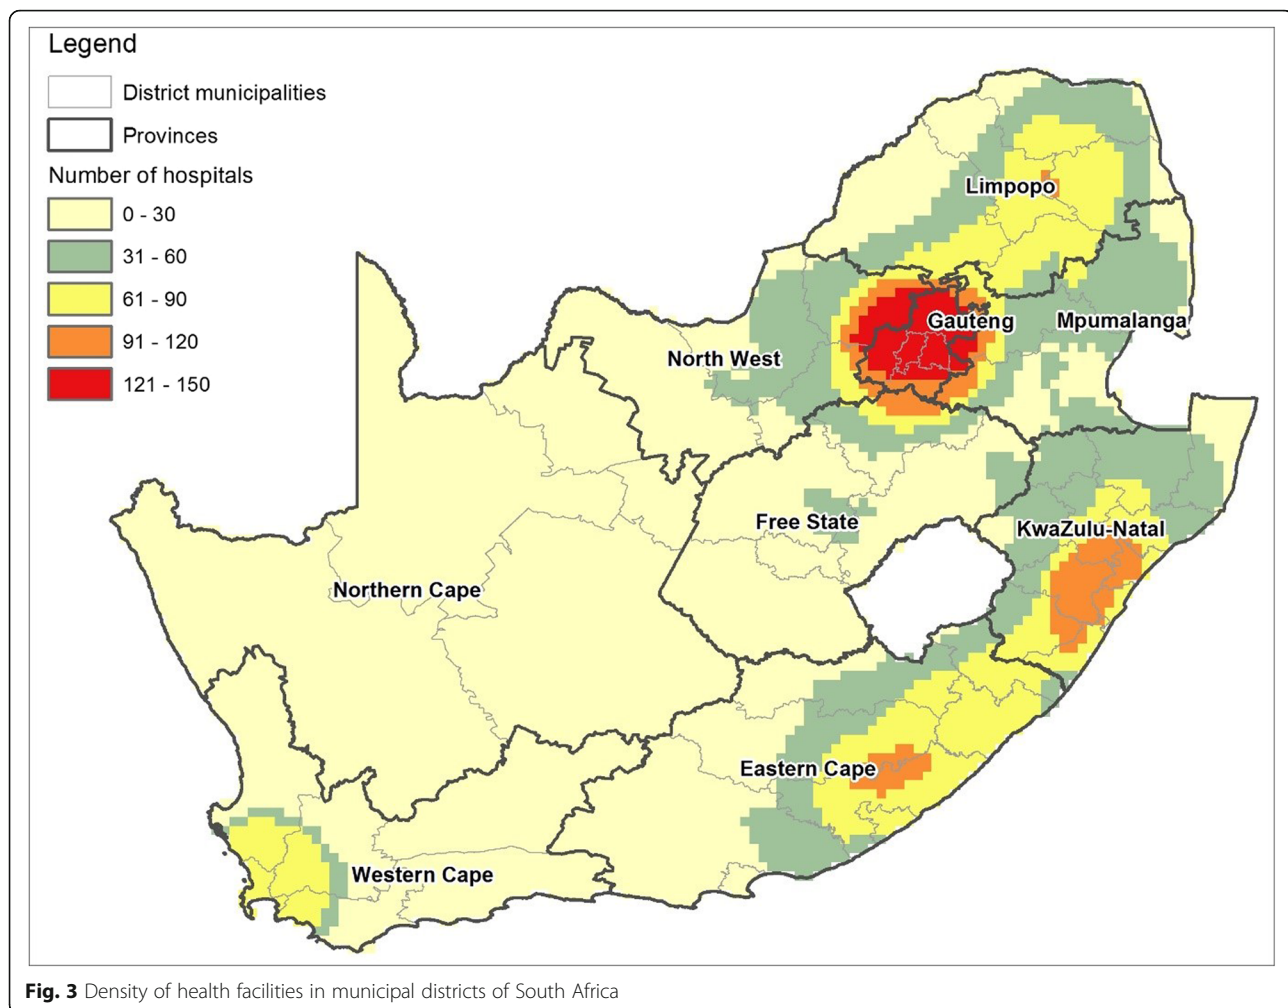 Legend
District municipalities
Provinces
Number of hospitals
0 - 30
31 - 60
61 - 90
91 - 120
121 - 150
Limpopo
Gauteng
Mpumalanga
North West
Free State
KwaZulu-Natal
Northern Cape
Eastern Cape
Western Cape
Fig. 3 Density of health facilities in municipal districts of South Africa